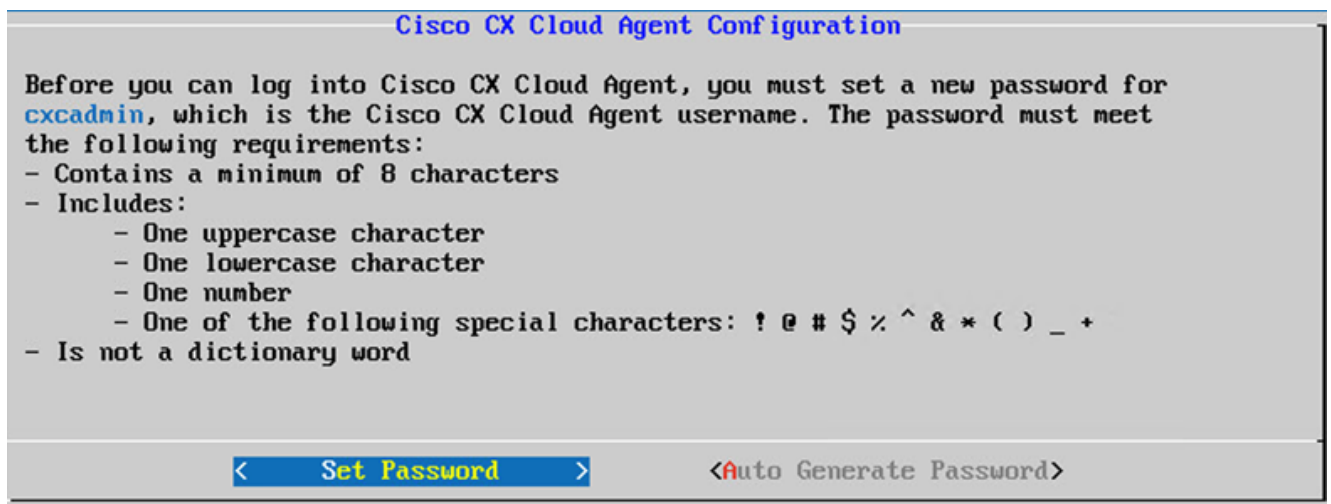 Cisco CX Cloud Agent Configuration
Before you can log into Cisco CX Cloud Agent, you must set a new password for
cxcadmin, which is the Cisco CX Cloud Agent username. The password must meet
the following requirements:
- Contains a minimum of 8 characters
- Includes:
- One uppercase character
- One lowercase character
- One number
- One of the following special characters: ! @ # $ % ^ & * ( ) _ +
- Is not a dictionary word
< Set Password > <Auto Generate Password>